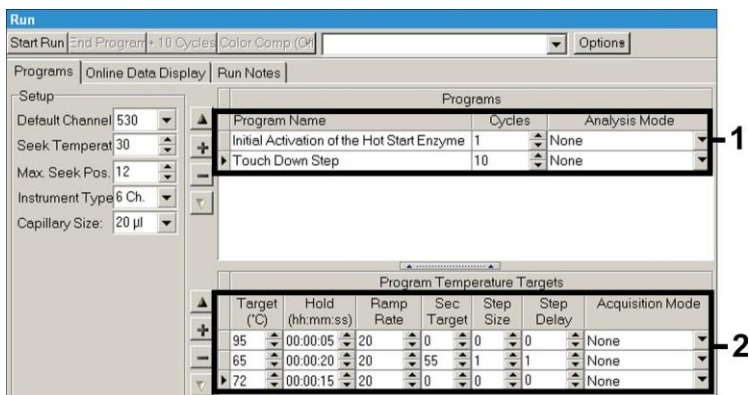 Run
Start Run End Program + 10 Cycles Color Comp (Off Options
Programs Online Data Display Run Notes
Setup
Default Channel 530
Seek Temperat 30
Max. Seek Pos. 12
Instrument Type 6 Ch.
Capillary Size: 20 µl
Programs
Program Name Cycles Analysis Mode
Initial Activation of the Hot Start Enzyme 1 None
Touch Down Step 10 None
1
Program Temperature Targets
Target (°C) Hold (hh:mm:ss) Ramp Rate Sec Target Step Size Step Delay Acquisition Mode
95 00:00:05 20 0 0 0 None
65 00:00:20 20 55 1 1 None
72 00:00:15 20 0 0 0 None
2